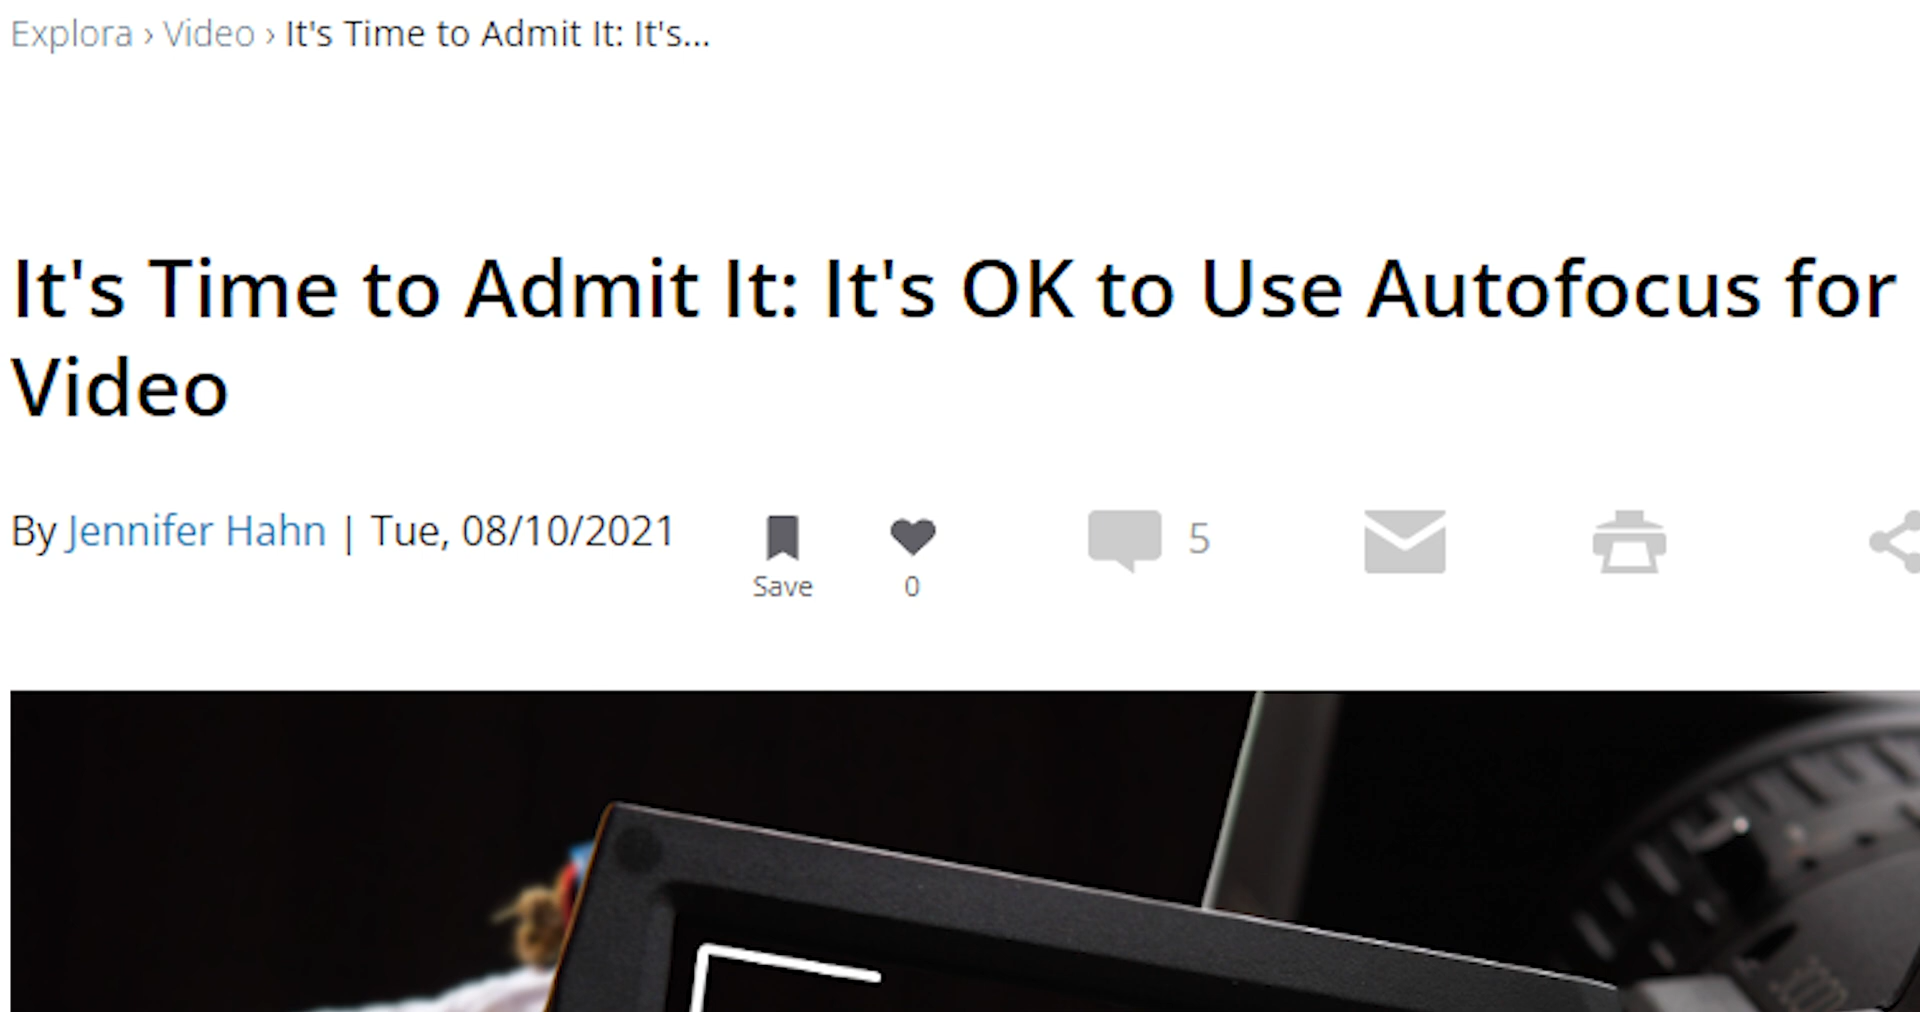 Explora › Video › It's Time to Admit It: It's...
It's Time to Admit It: It's OK to Use Autofocus for
Video
By Jennifer Hahn | Tue, 08/10/2021
Save
0
5